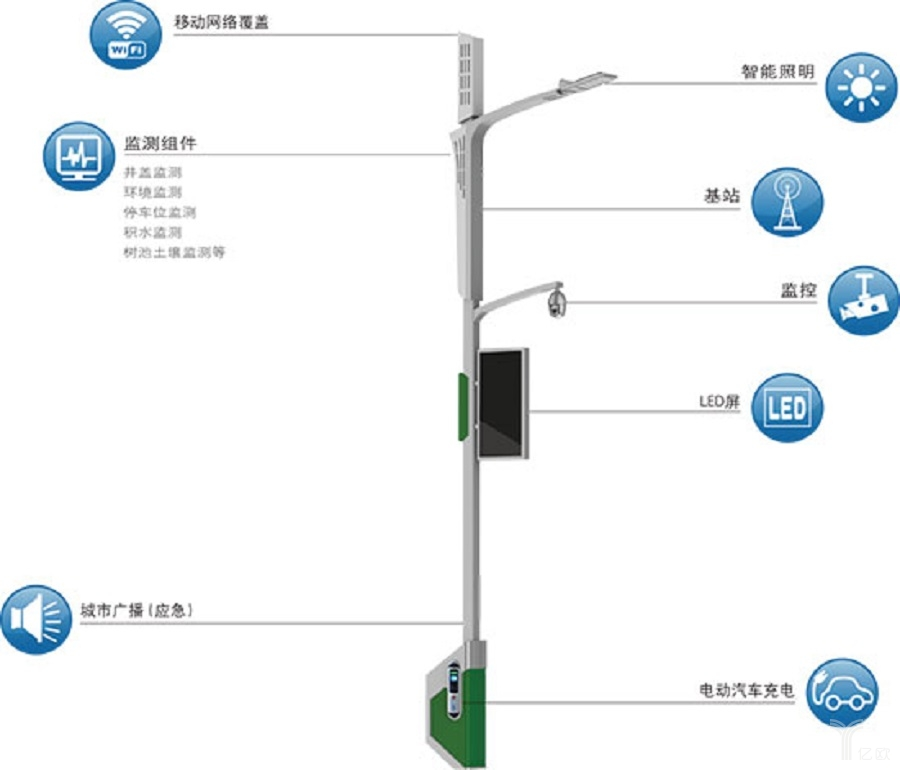 移动网络覆盖
WiFi
智能照明
监测组件
井盖监测
环境监测
停车位监测
积水监测
树池土壤监测等
基站
监控
LED屏
LED
城市广播(应急)
电动汽车充电
亿欧